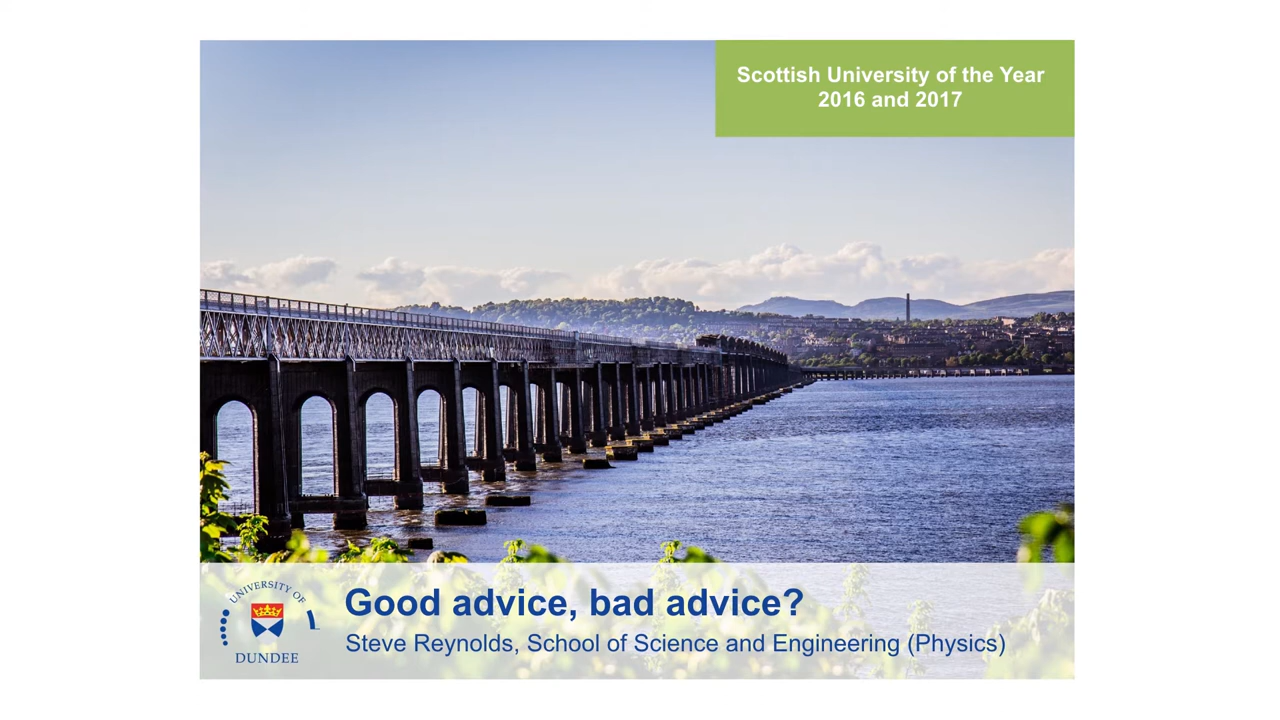 Scottish University of the Year
2016 and 2017
UNIVERSITY OF
DUNDEE
Good advice, bad advice?
Steve Reynolds, School of Science and Engineering (Physics)